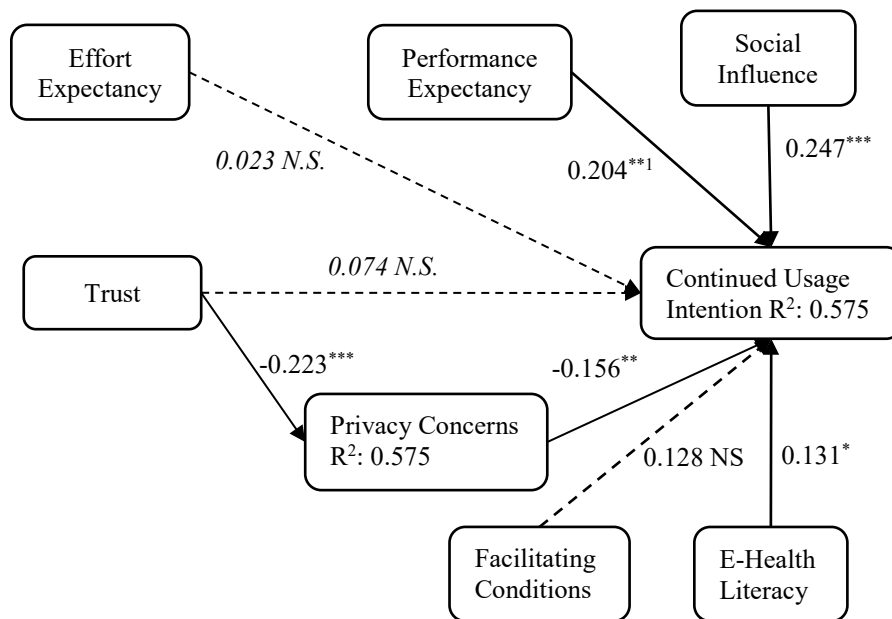 Effort
Expectancy
Performance
Expectancy
Social
Influence
0.023 N.S.
0.204**1
0.247***
Trust
0.074 N.S.
Continued Usage
Intention R²: 0.575
-0.223***
-0.156**
Privacy Concerns
R²: 0.575
0.128 NS
0.131*
Facilitating
Conditions
E-Health
Literacy